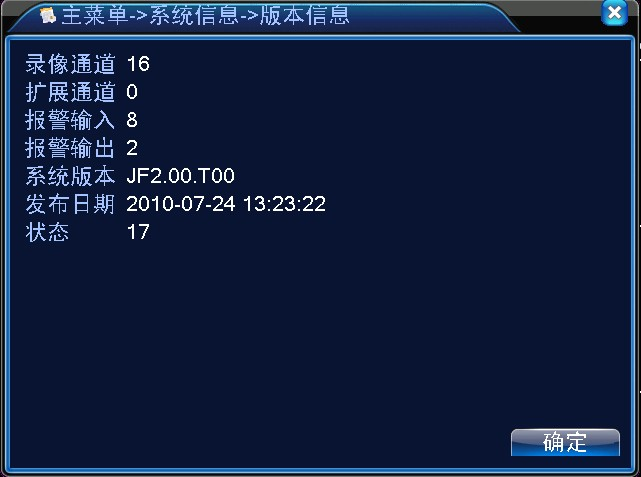 主菜单->系统信息->版本信息
录像通道 16
扩展通道 0
报警输入 8
报警输出 2
系统版本 JF2.00.T00
发布日期 2010-07-24 13:23:22
状态 17
确定